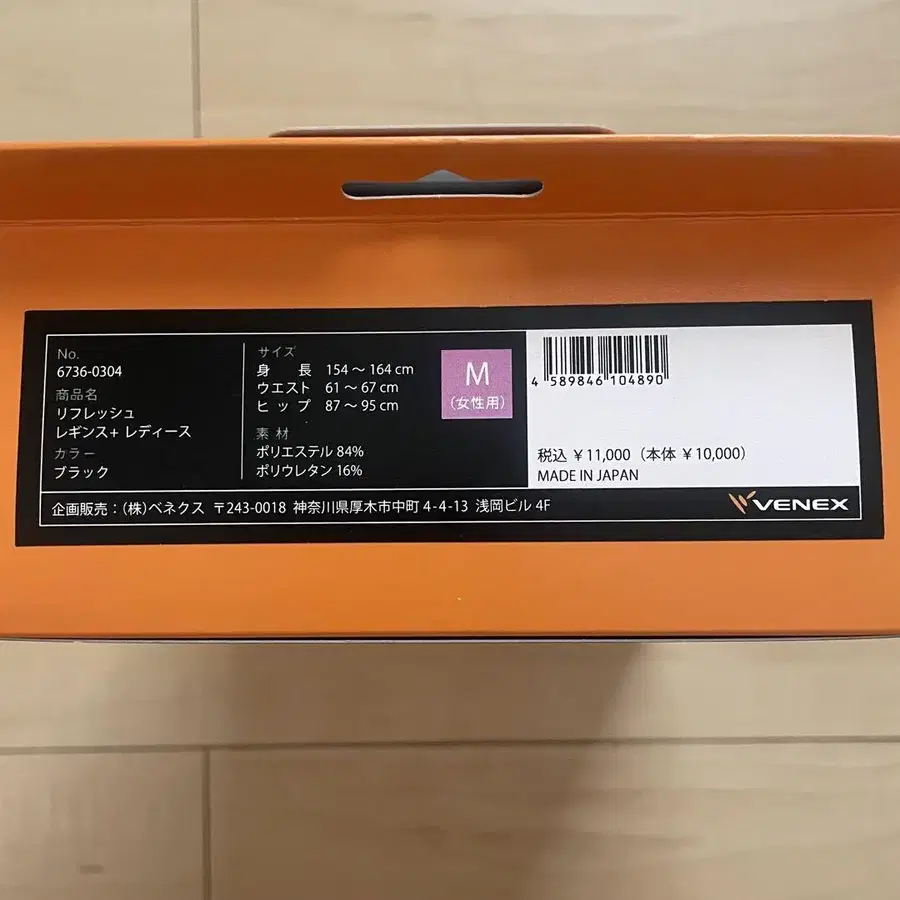 No.
6736-0304
商品名
リフレッシュ
レギンス+ レディース
カラー
ブラック
サイズ
身 長 154～164 cm
ウエスト 61～67 cm
ヒップ 87～95 cm
素 材
ポリエステル 84%
ポリウレタン 16%
M
(女性用)
4 589846 104890
税込 ￥11,000（本体 ￥10,000）
MADE IN JAPAN
企画販売：(株)ベネクス 〒243-0018 神奈川県厚木市中町 4-4-13 浅岡ビル 4F
VENEX